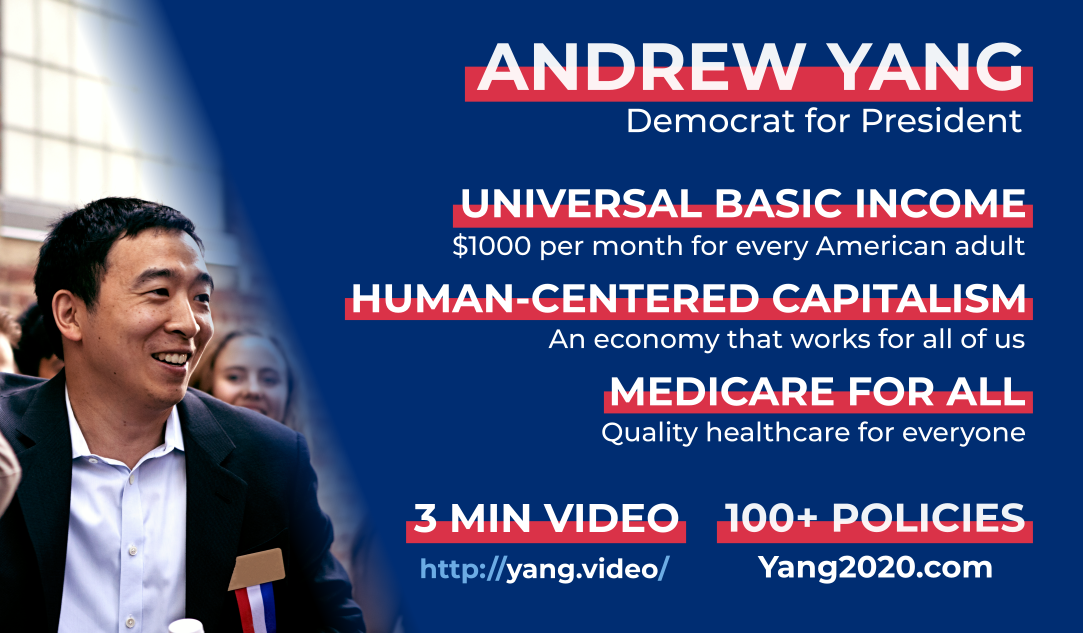 ANDREW YANG
Democrat for President
UNIVERSAL BASIC INCOME
$1000 per month for every American adult
HUMAN-CENTERED CAPITALISM
An economy that works for all of us
MEDICARE FOR ALL
Quality healthcare for everyone
3 MIN VIDEO
http://yang.video/
100+ POLICIES
Yang2020.com